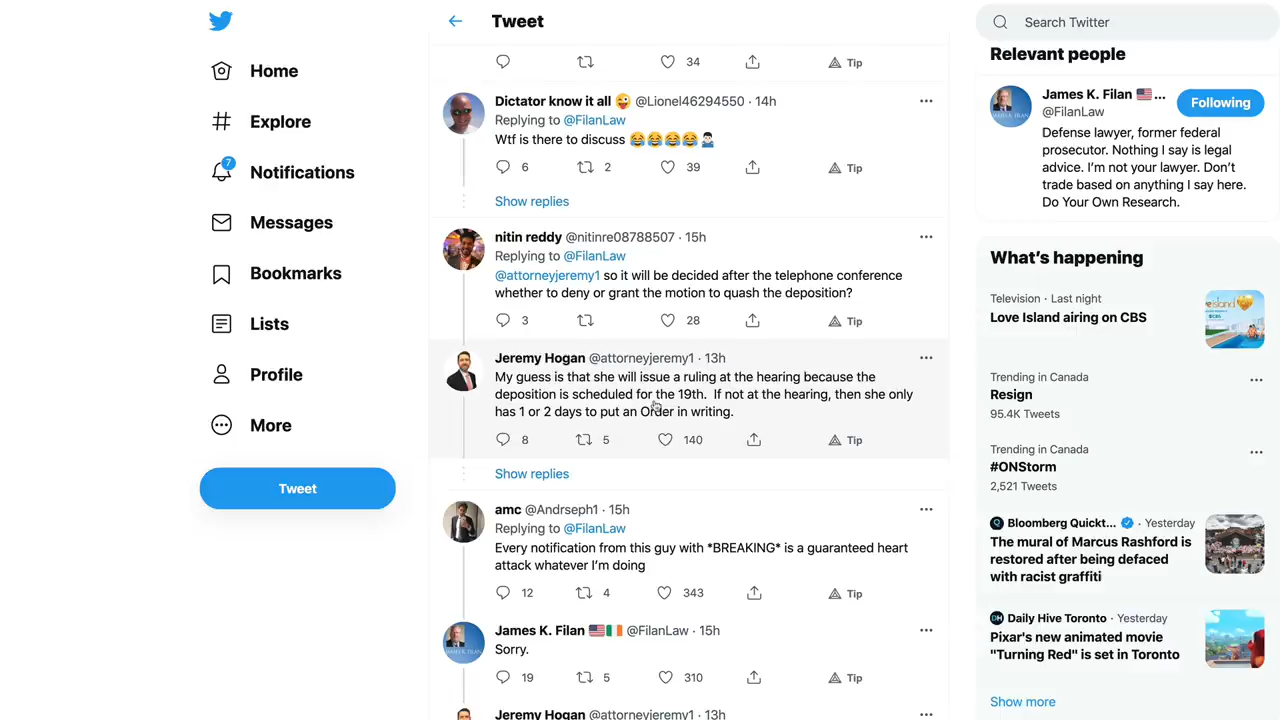 Home
Explore
7
Notifications
Messages
Bookmarks
Lists
Profile
More
Tweet
Tweet
34
Tip
Dictator know it all 😜 @Lionel46294550 · 14h
Replying to @FilanLaw
Wtf is there to discuss 😂😂😂😂🤷🏻‍♂️
6 2 39 Tip
Show replies
nitin reddy @nitinre08788507 · 15h
Replying to @FilanLaw
@attorneyjeremy1 so it will be decided after the telephone conference
whether to deny or grant the motion to quash the deposition?
3 28 Tip
Jeremy Hogan @attorneyjeremy1 · 13h
My guess is that she will issue a ruling at the hearing because the
deposition is scheduled for the 19th. If not at the hearing, then she only
has 1 or 2 days to put an Order in writing.
8 5 140 Tip
Show replies
amc @Andrseph1 · 15h
Replying to @FilanLaw
Every notification from this guy with *BREAKING* is a guaranteed heart
attack whatever I'm doing
12 4 343 Tip
James K. Filan 🇺🇸🇮🇪 @FilanLaw · 15h
Sorry.
19 5 310 Tip
Jeremy Hogan @attorneyjeremy1 · 13h
Search Twitter
Relevant people
James K. Filan 🇺🇸...
@FilanLaw
Following
Defense lawyer, former federal
prosecutor. Nothing I say is legal
advice. I'm not your lawyer. Don't
trade based on anything I say here.
Do Your Own Research.
What's happening
Television · Last night
Love Island airing on CBS
Trending in Canada
Resign
95.4K Tweets
Trending in Canada
#ONStorm
2,521 Tweets
Bloomberg Quickt... · Yesterday
The mural of Marcus Rashford is
restored after being defaced
with racist graffiti
Daily Hive Toronto · Yesterday
Pixar's new animated movie
"Turning Red" is set in Toronto
Show more